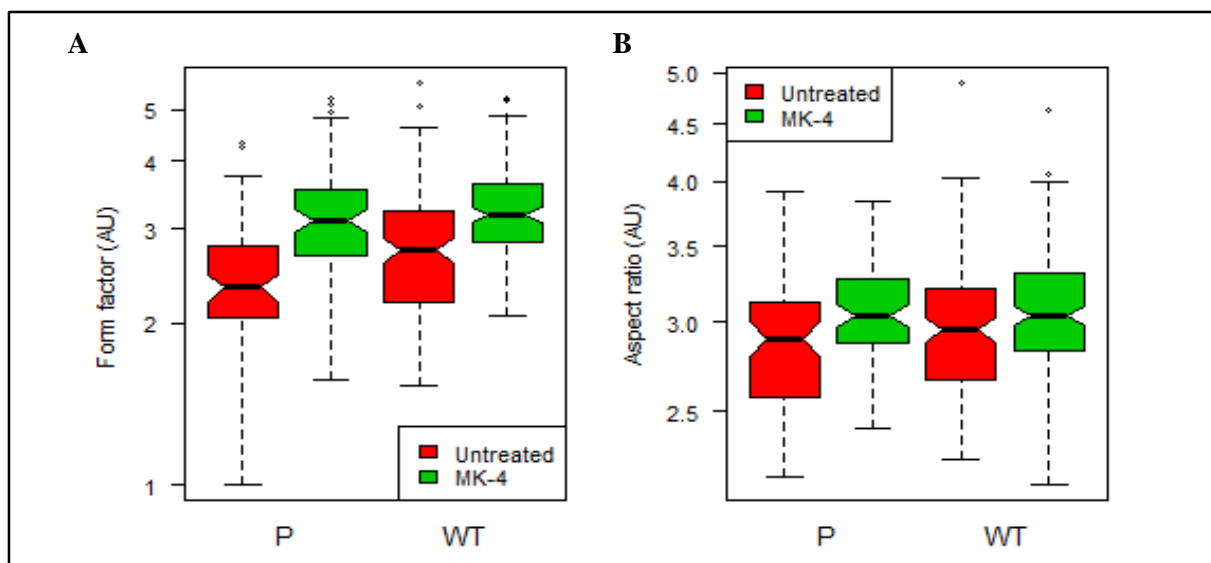 A
Form factor (AU)
5
4
3
2
1
Untreated
MK-4
P WT
B
Aspect ratio (AU)
5.0
4.5
4.0
3.5
3.0
2.5
Untreated
MK-4
P WT